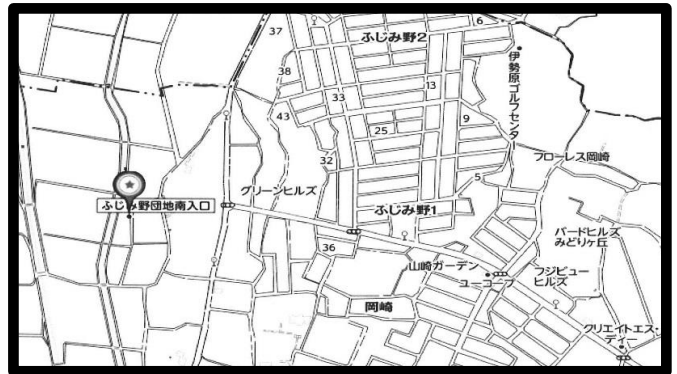 37
ふじみ野2
6
伊勢原ゴルフセンター
38
33
13
43
25
9
32
フローレス岡崎
グリーンヒルズ
5
ふじみ野団地南入口
ふじみ野1
バードヒルズ
みどりヶ丘
36
山崎ガーデン
ユーコープ
フジビュー
ヒルズ
岡崎
クリエイトエス・
ディー